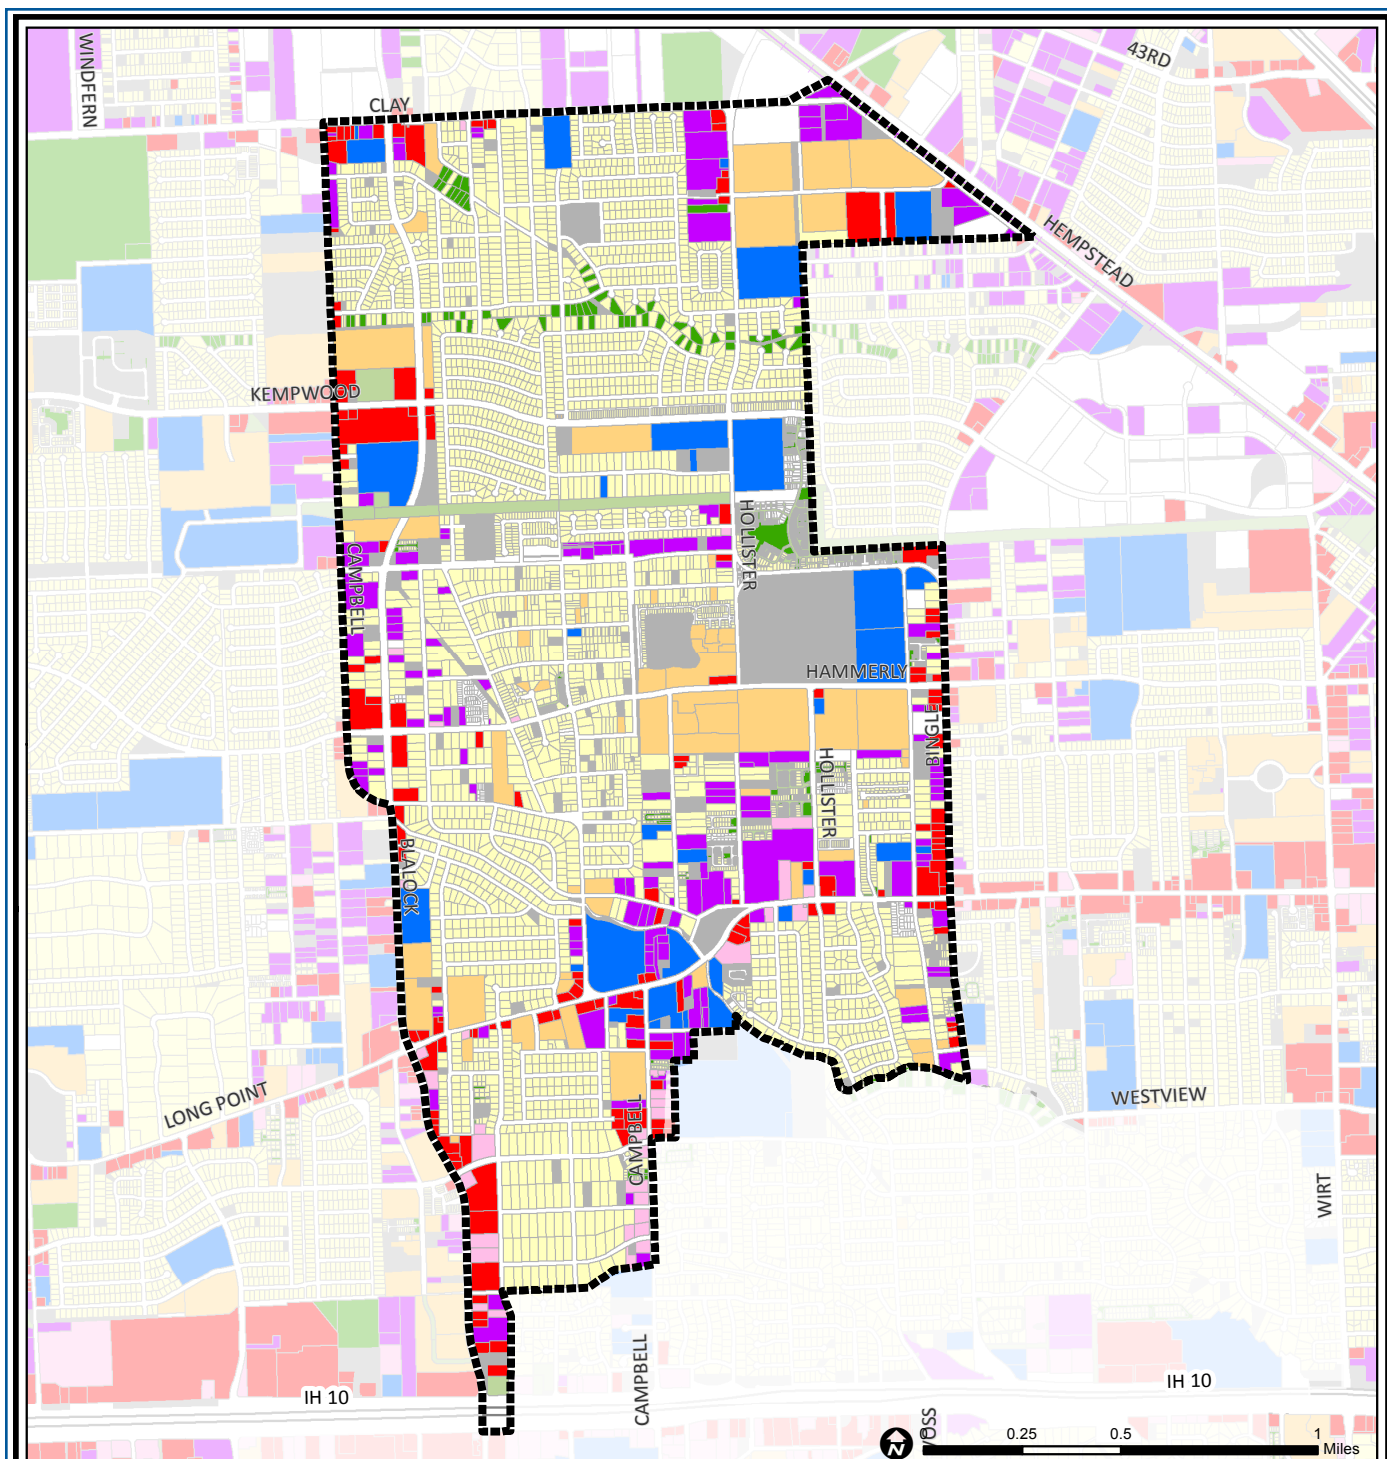 WINDFERN
43RD
CLAY
HEMPSTEAD
KEMPWOOD
HOLLISTER
CAMPBELL
HAMMERLY
BINGLE
HOLLISTER
BLALOCK
LONG POINT
WESTVIEW
CAMPBELL
WIRT
CAMPBELL
IH 10
IH 10
VOSS
N
0 0.25 0.5 1
Miles